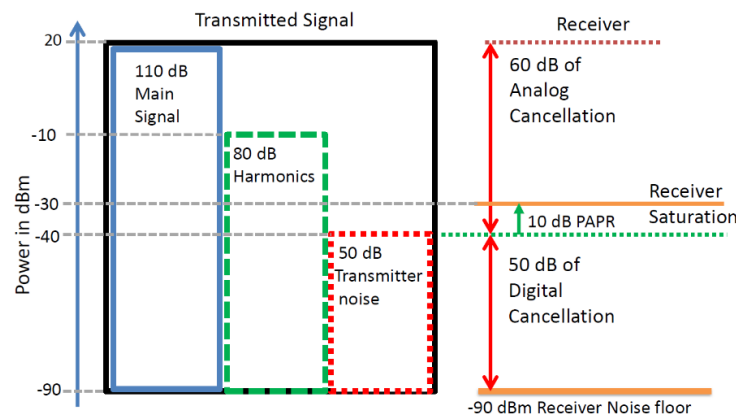 Transmitted Signal
Receiver
20
110 dB
Main
Signal
60 dB of
Analog
Cancellation
-10
80 dB
Harmonics
-30
Receiver
Saturation
10 dB PAPR
-40
50 dB
Transmitter
noise
50 dB of
Digital
Cancellation
Power in dBm
-90
-90 dBm Receiver Noise floor